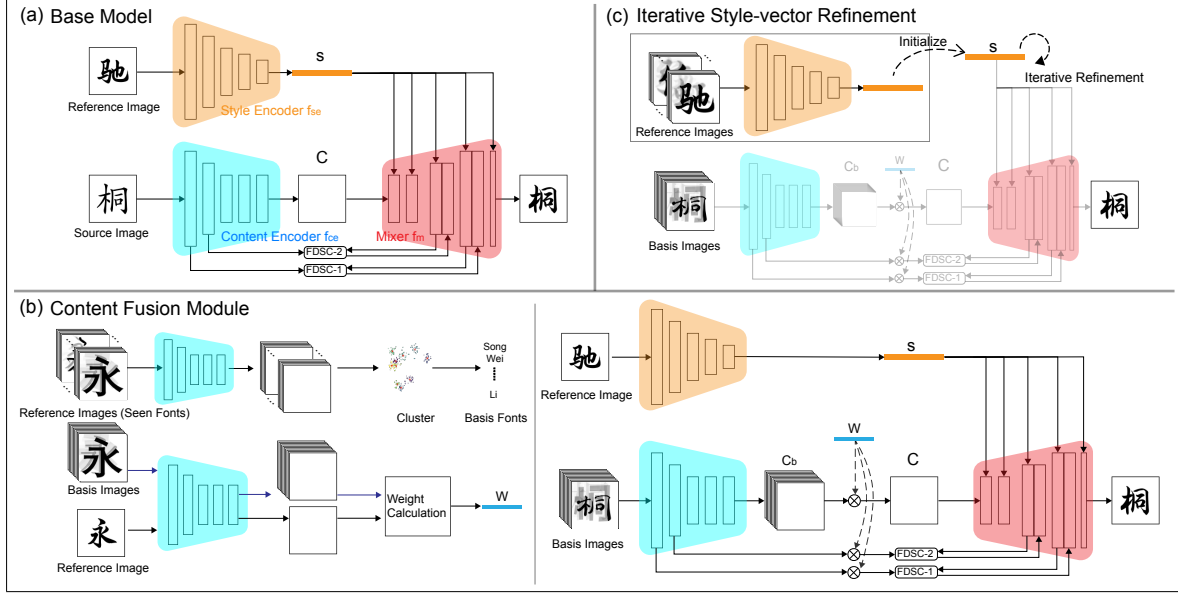 (a) Base Model
驰
Reference Image
Style Encoder fse
S
桐
Source Image
Content Encoder fce
C
Mixer fm
FDSC-2
FDSC-1
桐
(c) Iterative Style-vector Refinement
驰
Reference Images
Initialize
S
Iterative Refinement
桐
Basis Images
Cb
W
C
FDSC-2
FDSC-1
桐
(b) Content Fusion Module
永
Reference Images (Seen Fonts)
Cluster
Song
Wei
Li
Basis Fonts
永
Basis Images
永
Reference Image
Weight
Calculation
W
驰
Reference Image
S
桐
Basis Images
Cb
W
C
FDSC-2
FDSC-1
桐